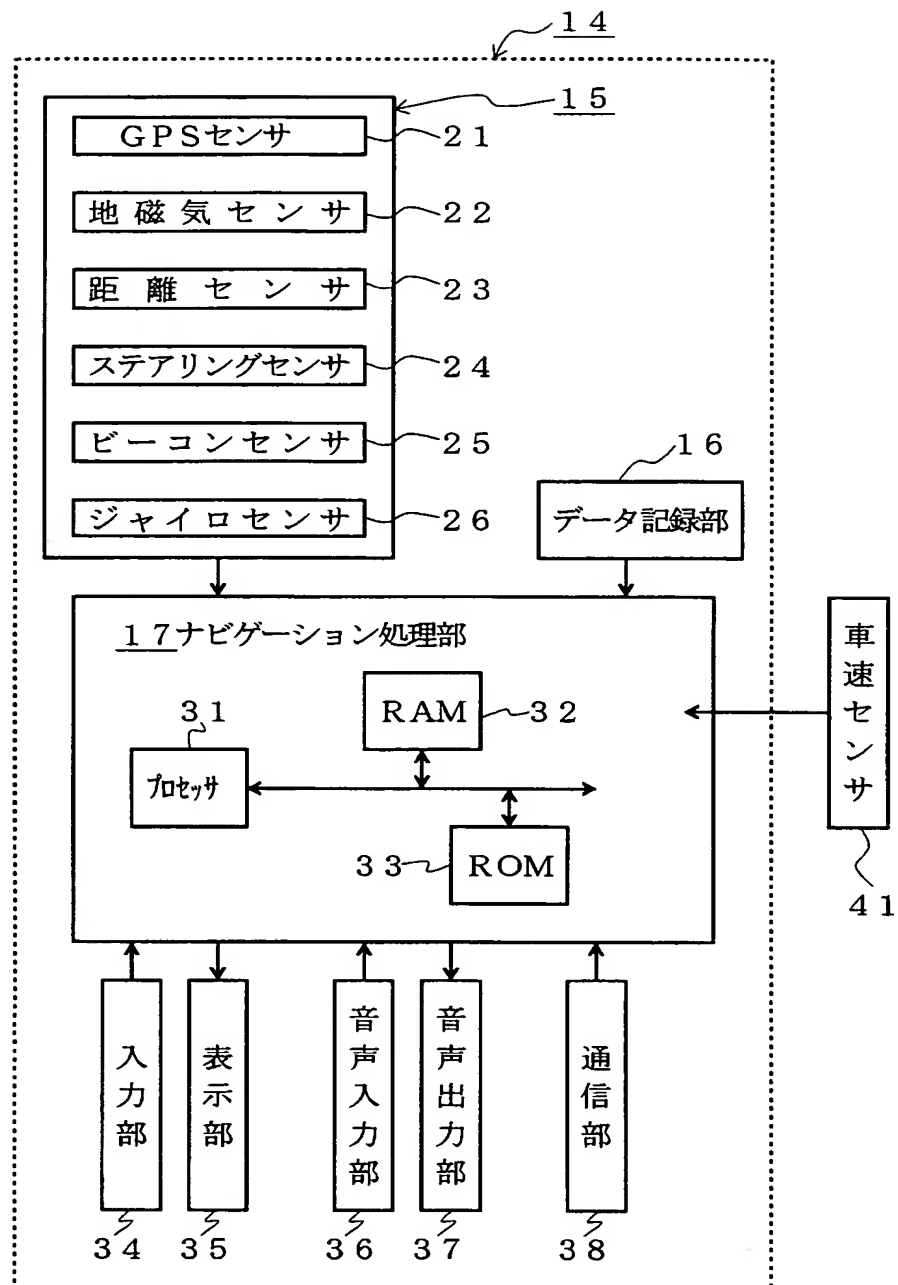 １４
１５
ＧＰＳセンサ
２１
地磁気センサ
２２
距離センサ
２３
ステアリングセンサ
２４
ビーコンセンサ
２５
ジャイロセンサ
２６
１６
データ記録部
１７ナビゲーション処理部
車速センサ
４１
３１
プロセッサ
ＲＡＭ
３２
３３
ＲＯＭ
入力部
表示部
音声入力部
音声出力部
通信部
３４
３５
３６
３７
３８